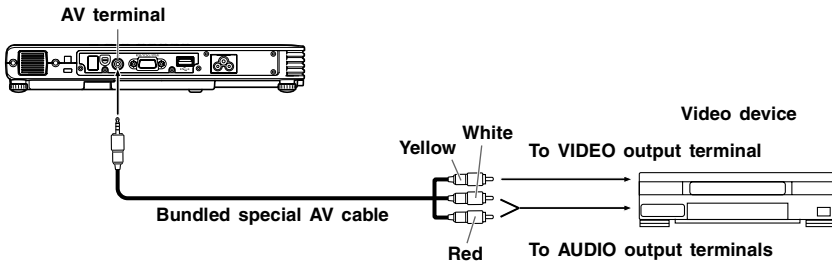 AV terminal
Video device
White
Yellow
To VIDEO output terminal
Bundled special AV cable
Red
To AUDIO output terminals